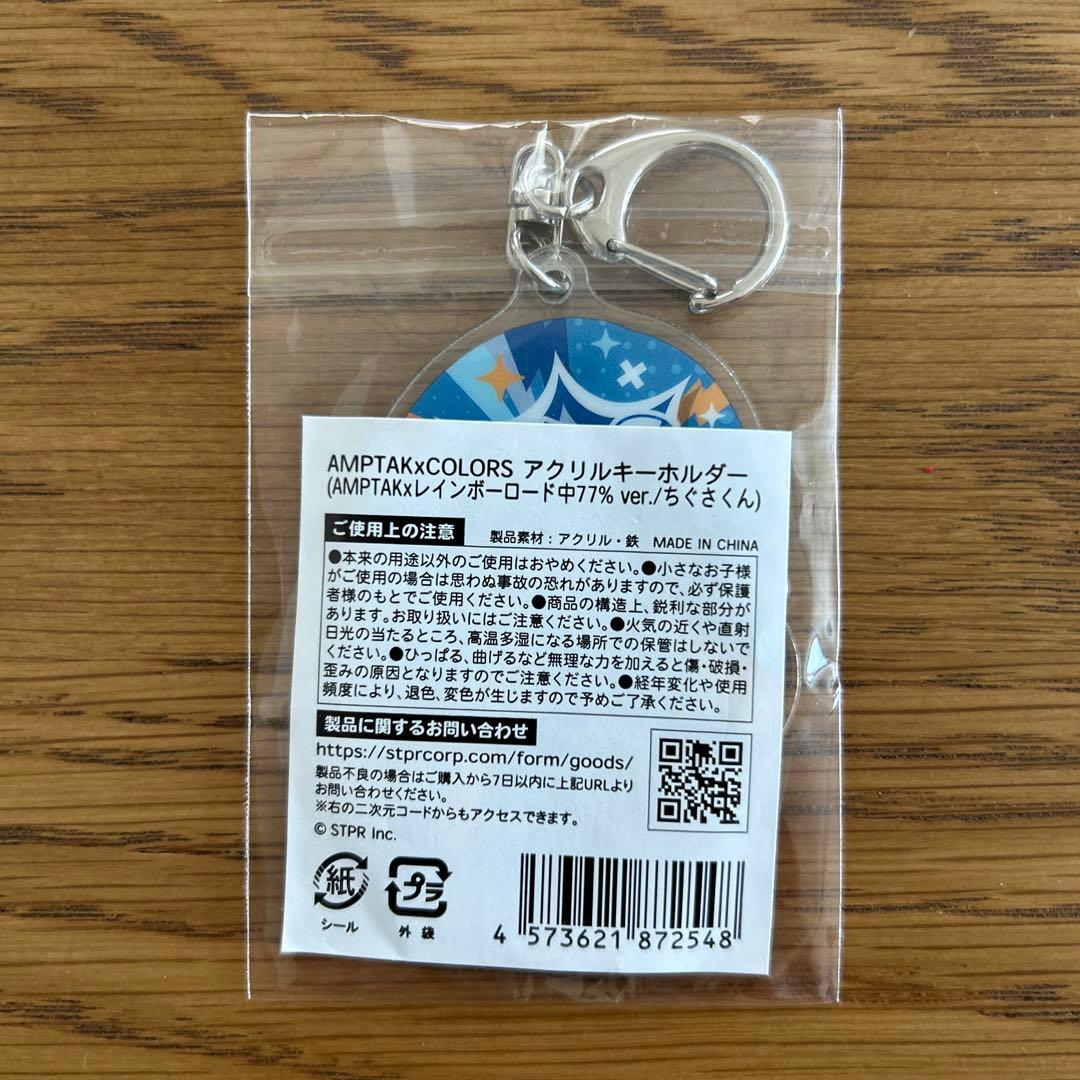 AMPTAKxCOLORS アクリルキーホルダー
(AMPTAKxレインボーロード中77% ver./ちぐさくん)
ご使用上の注意 製品素材：アクリル・鉄 MADE IN CHINA
●本来の用途以外のご使用はおやめください。●小さなお子様
がご使用の場合は思わぬ事故の恐れがありますので、必ず保護
者様のもとでご使用ください。●商品の構造上、鋭利な部分が
あります。お取り扱いにはご注意ください。●火気の近くや直射
日光の当たるところ、高温多湿になる場所での保管はしないで
ください。●ひっぱる、曲げるなど無理な力を加えると傷・破損・
歪みの原因となりますのでご注意ください。●経年変化や使用
頻度により、退色、変色が生じますので予めご了承ください。
製品に関するお問い合わせ
https://stprcorp.com/form/goods/
製品不良の場合はご購入から7日以内に上記URLより
お問い合わせください。
※右の二次元コードからもアクセスできます。
© STPR Inc.
紙 プラ
シール 外袋
4 573621 872548